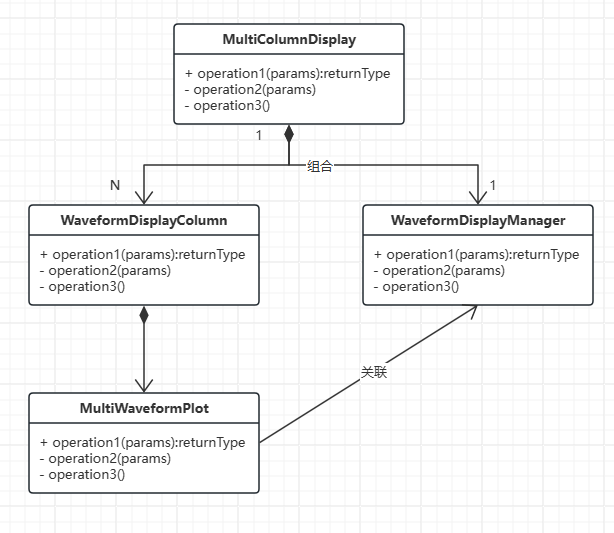 MultiColumnDisplay
+ operation1(params):returnType
- operation2(params)
- operation3()
1
组合
N
1
WaveformDisplayColumn
+ operation1(params):returnType
- operation2(params)
- operation3()
WaveformDisplayManager
+ operation1(params):returnType
- operation2(params)
- operation3()
关联
MultiWaveformPlot
+ operation1(params):returnType
- operation2(params)
- operation3()